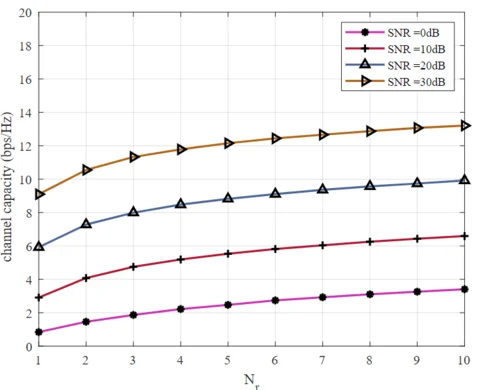 20
18
16
14
12
10
8
6
4
2
0
channel capacity (bps/Hz)
SNR =0dB
SNR =10dB
SNR =20dB
SNR =30dB
1 2 3 4 5 6 7 8 9 10
Nr